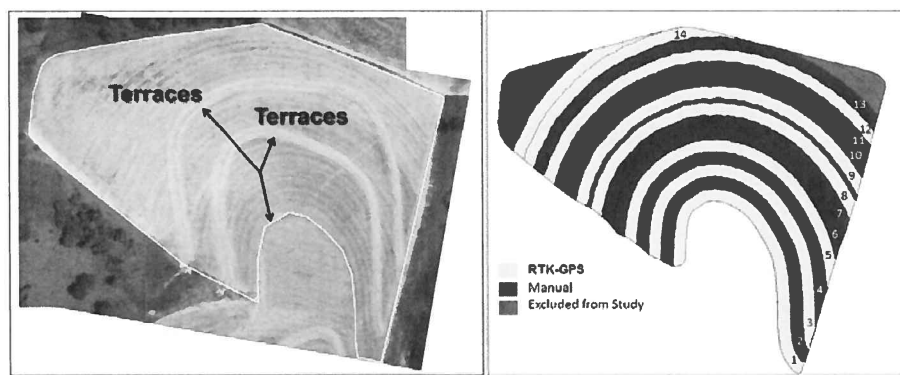 Terraces
Terraces
14
13
12
11
10
9
8
7
6
5
4
3
2
1
RTK-GPS
Manual
Excluded from Study